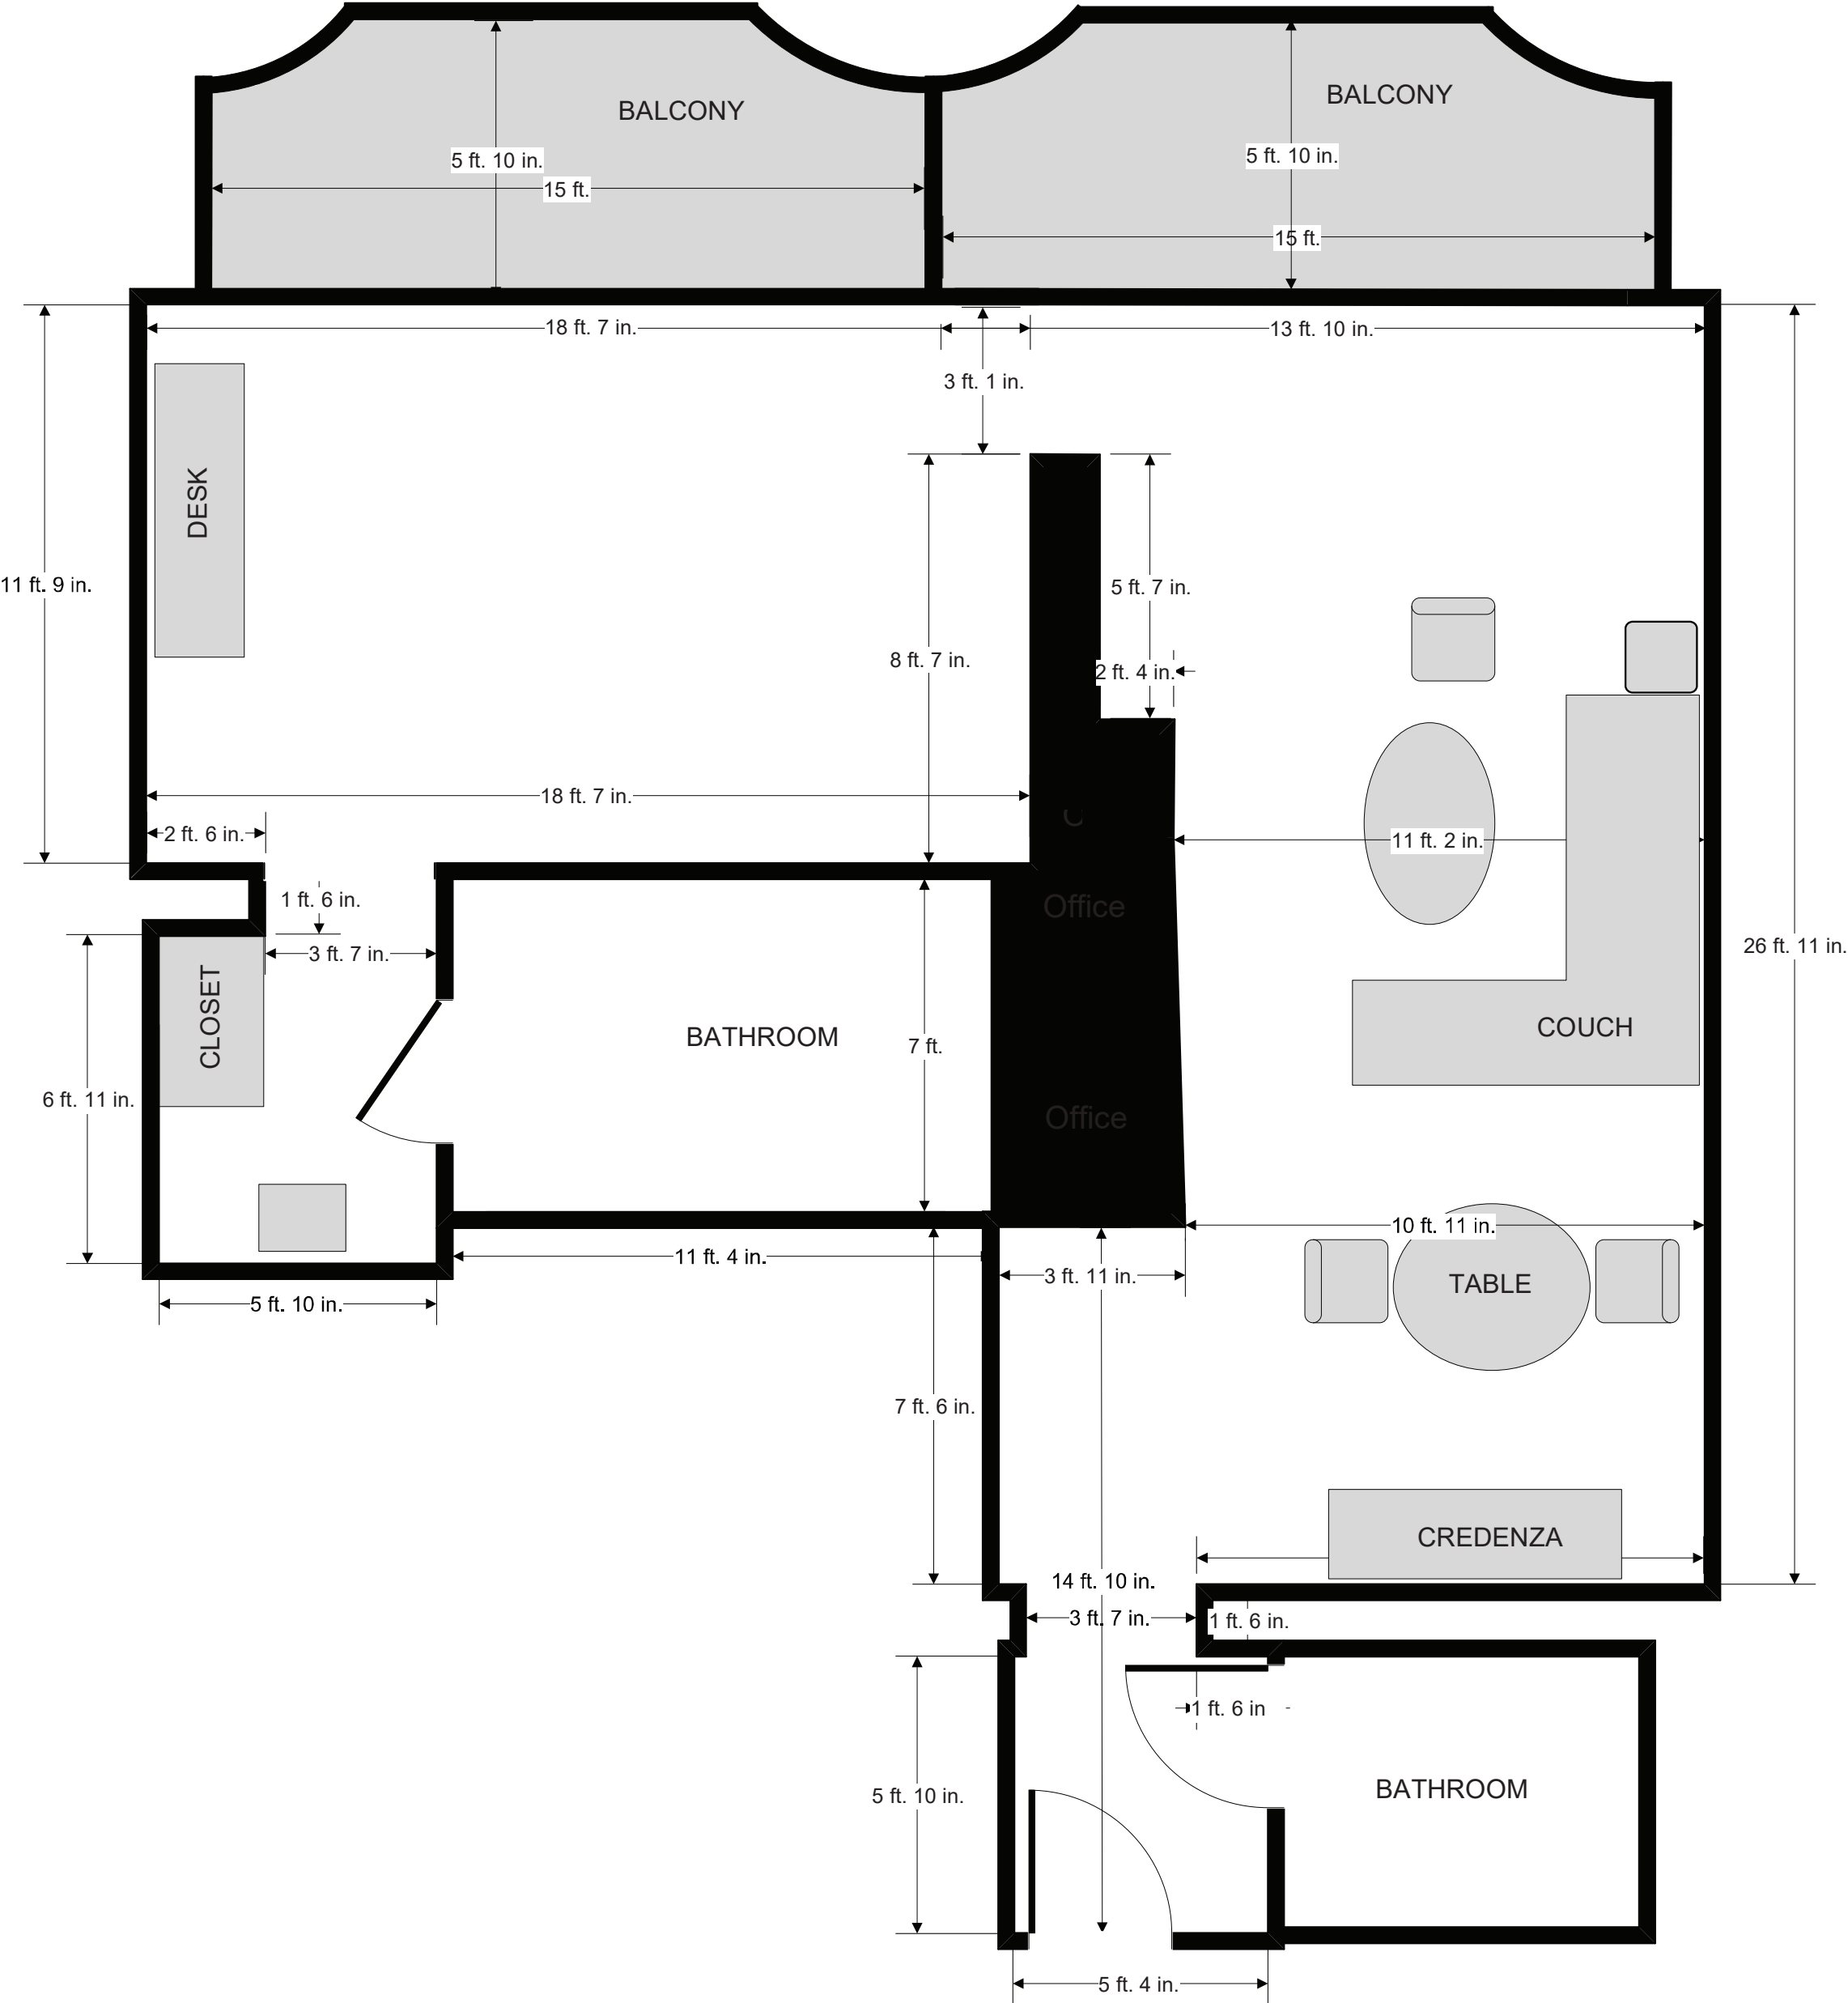 BALCONY
BALCONY
5 ft. 10 in.
5 ft. 10 in.
15 ft.
15 ft.
18 ft. 7 in.
13 ft. 10 in.
3 ft. 1 in.
DESK
11 ft. 9 in.
5 ft. 7 in.
8 ft. 7 in.
2 ft. 4 in.
18 ft. 7 in.
2 ft. 6 in.
11 ft. 2 in.
1 ft. 6 in.
Office
3 ft. 7 in.
26 ft. 11 in.
CLOSET
BATHROOM
7 ft.
COUCH
6 ft. 11 in.
Office
10 ft. 11 in.
11 ft. 4 in.
3 ft. 11 in.
TABLE
5 ft. 10 in.
7 ft. 6 in.
CREDENZA
14 ft. 10 in.
3 ft. 7 in.
1 ft. 6 in.
1 ft. 6 in
BATHROOM
5 ft. 10 in.
5 ft. 4 in.